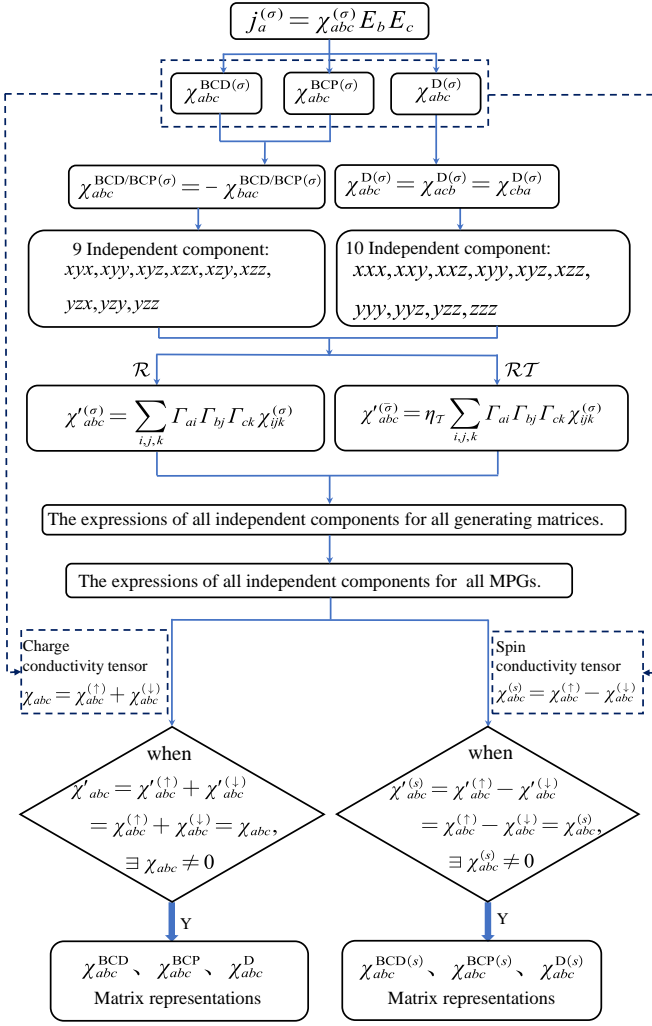 j_a^{(σ)} = χ_{abc}^{(σ)} E_b E_c
χ_{abc}^{BCD(σ)}
χ_{abc}^{BCP(σ)}
χ_{abc}^{D(σ)}
χ_{abc}^{BCD/BCP(σ)} = − χ_{bac}^{BCD/BCP(σ)}
χ_{abc}^{D(σ)} = χ_{acb}^{D(σ)} = χ_{cba}^{D(σ)}
9 Independent component:
xyx,xyy,xyz,xzx,xzy,xzz,
yzx,yzy,yzz
10 Independent component:
xxx,xxy,xxz,xyy,xyz,xzz,
yyy,yyz,yzz,zzz
ℛ
ℛ𝒯
χ′_{abc}^{(σ)} = ∑_{i,j,k} Γ_{ai} Γ_{bj} Γ_{ck} χ_{ijk}^{(σ)}
χ′_{abc}^{(σ̄)} = η_𝒯 ∑_{i,j,k} Γ_{ai} Γ_{bj} Γ_{ck} χ_{ijk}^{(σ)}
The expressions of all independent components for all generating matrices.
The expressions of all independent components for all MPGs.
Charge
conductivity tensor
χ_{abc} = χ_{abc}^{(↑)} + χ_{abc}^{(↓)}
Spin
conductivity tensor
χ_{abc}^{(s)} = χ_{abc}^{(↑)} − χ_{abc}^{(↓)}
when
χ′_{abc} = χ′_{abc}^{(↑)} + χ′_{abc}^{(↓)}
= χ_{abc}^{(↑)} + χ_{abc}^{(↓)} = χ_{abc},
∃ χ_{abc} ≠ 0
when
χ′_{abc}^{(s)} = χ′_{abc}^{(↑)} − χ′_{abc}^{(↓)}
= χ_{abc}^{(↑)} − χ_{abc}^{(↓)} = χ_{abc}^{(s)},
∃ χ_{abc}^{(s)} ≠ 0
Y
Y
χ_{abc}^{BCD}、χ_{abc}^{BCP}、χ_{abc}^{D}
Matrix representations
χ_{abc}^{BCD(s)}、χ_{abc}^{BCP(s)}、χ_{abc}^{D(s)}
Matrix representations